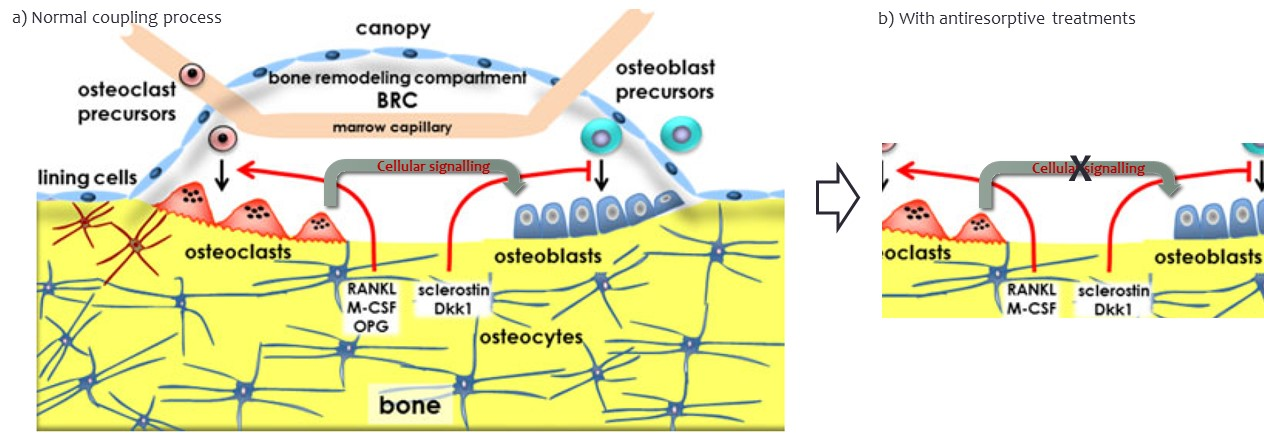 a) Normal coupling process
canopy
osteoclast
precursors
bone remodeling compartment
BRC
marrow capillary
osteoblast
precursors
lining cells
Cellular signalling
osteoclasts
osteoblasts
RANKL
M-CSF
OPG
sclerostin
Dkk1
osteocytes
bone
b) With antiresorptive treatments
Cellular signalling
X
oclasts
osteoblasts
RANKL
M-CSF
sclerostin
Dkk1